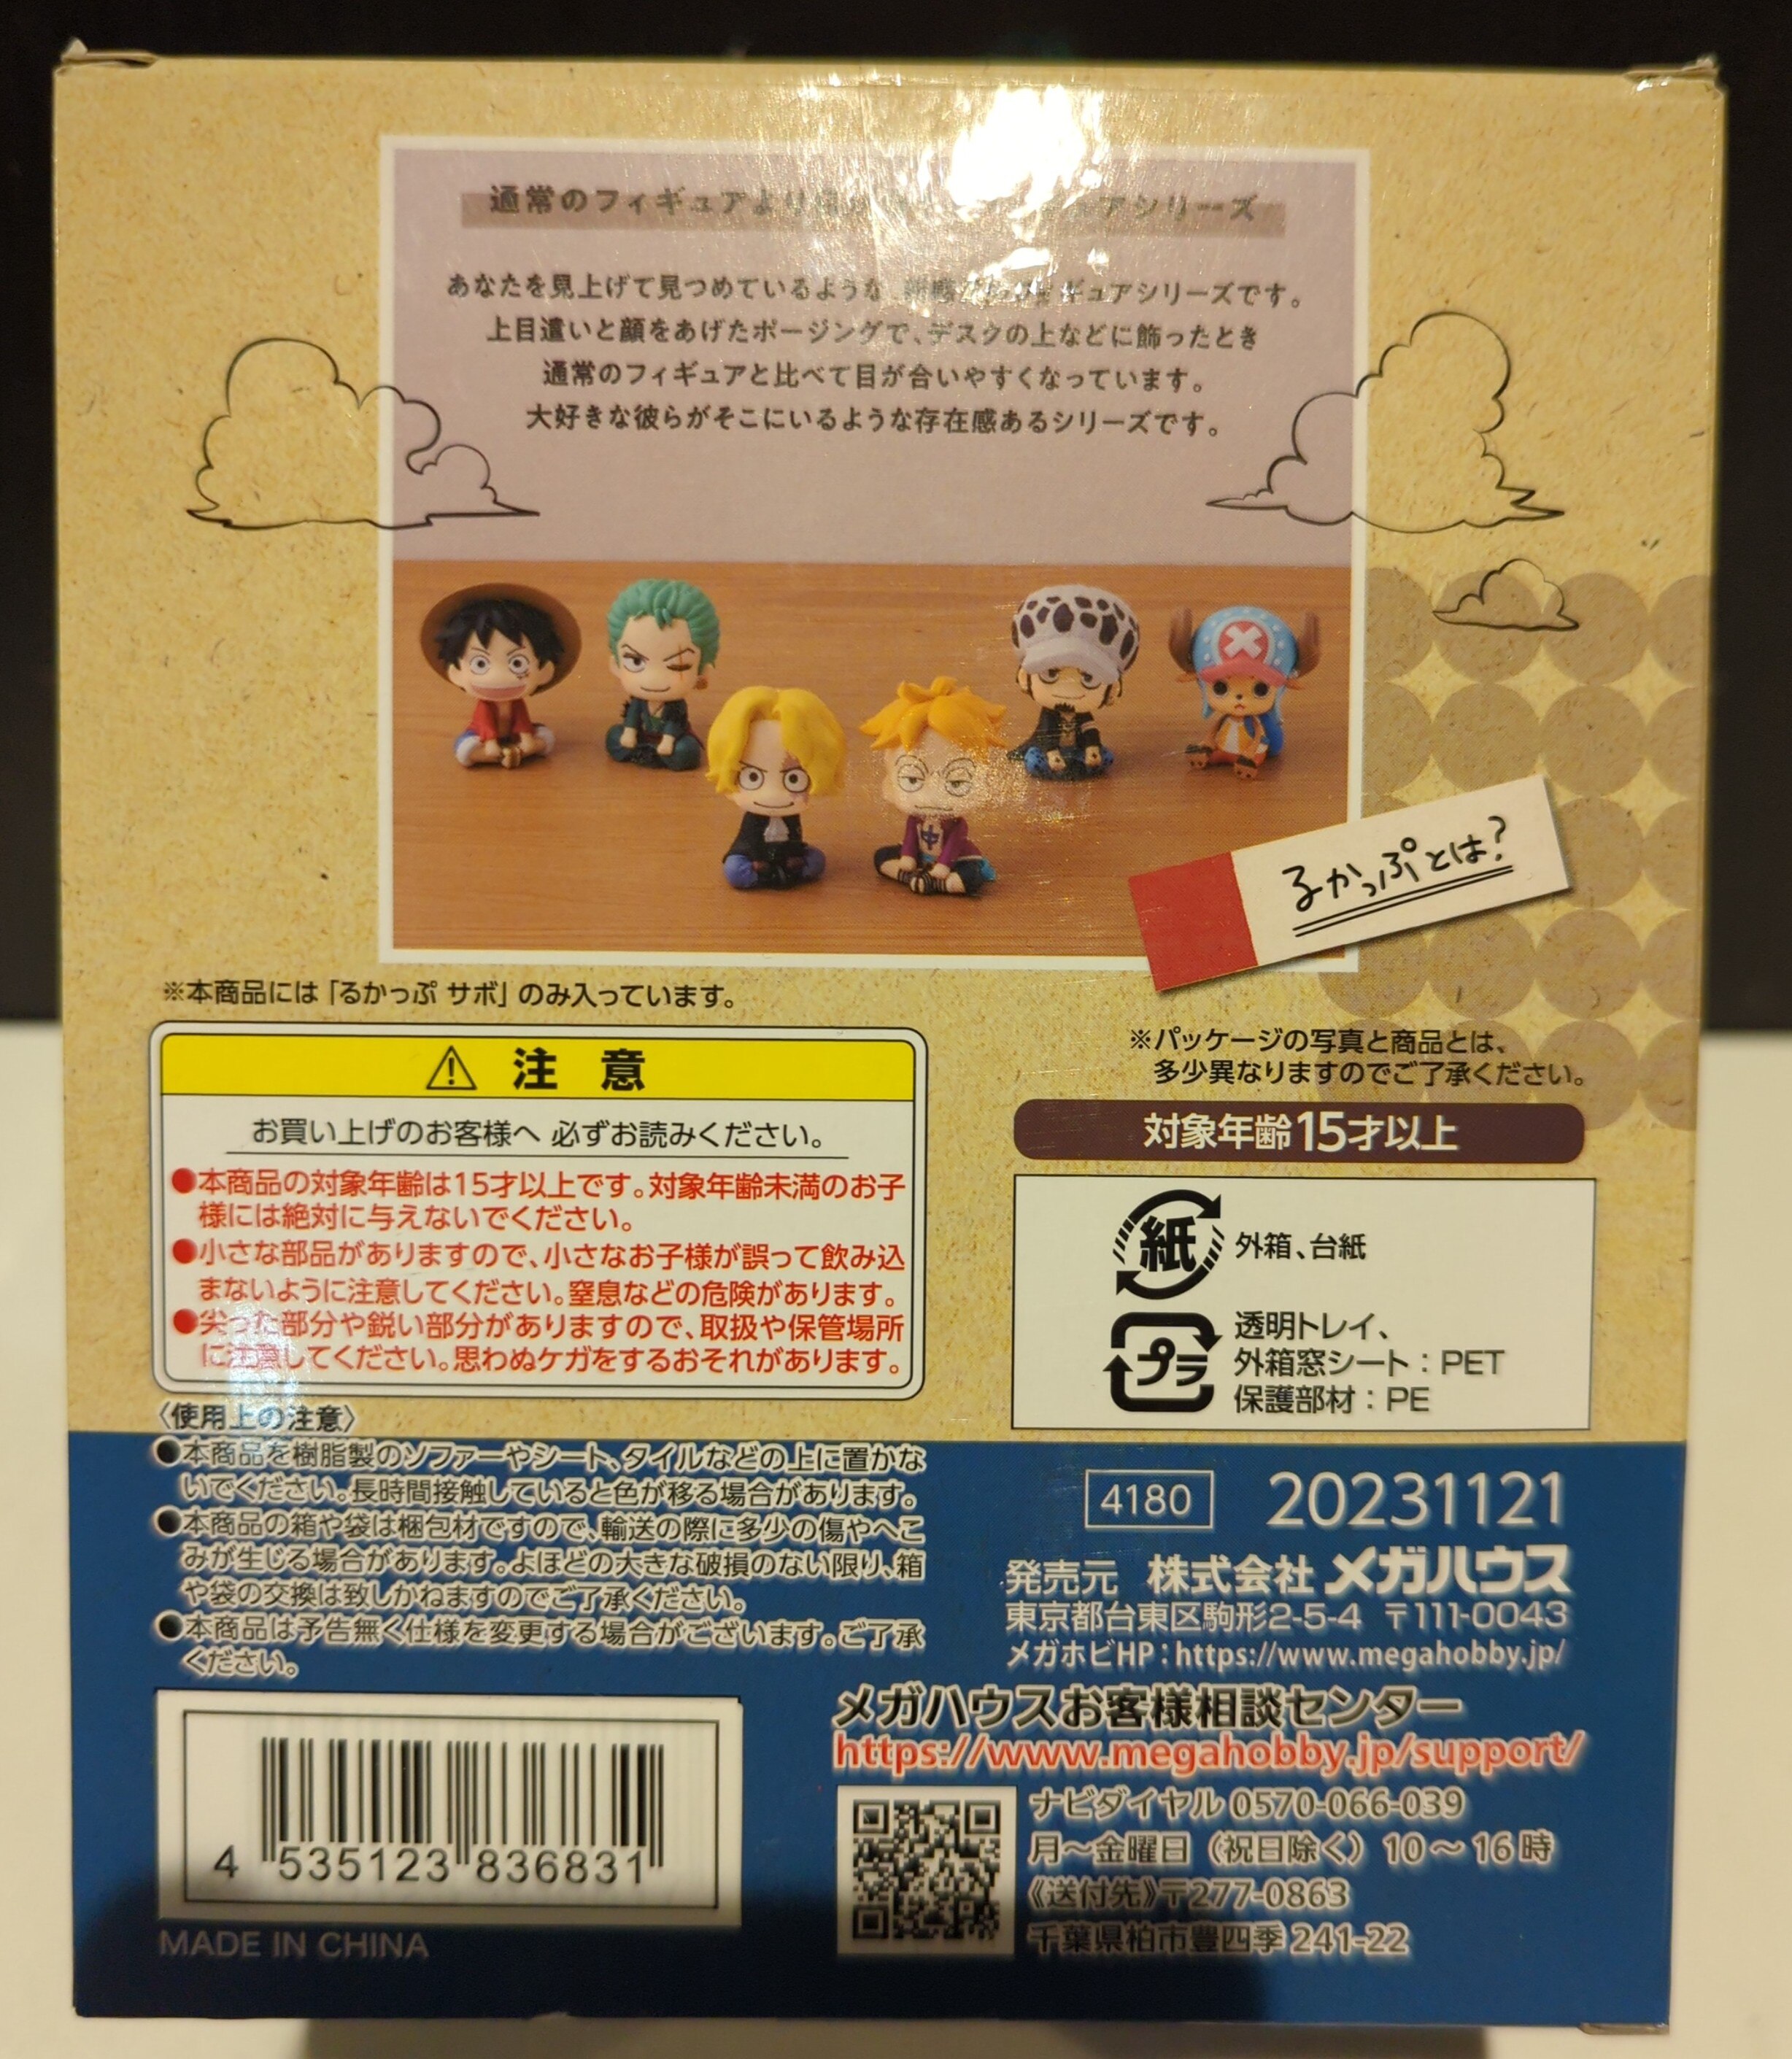 通常のフィギュアより アシリーズ
あなたを見上げて見つめているような、新感 ギュアシリーズです。
上目遣いと顔をあげたポージングで、デスクの上などに飾ったとき
通常のフィギュアと比べて目が合いやすくなっています。
大好きな彼らがそこにいるような存在感あるシリーズです。
るかっぷとは?
※本商品には「るかっぷ サボ」のみ入っています。
※パッケージの写真と商品とは、
多少異なりますのでご了承ください。
注意
お買い上げのお客様へ 必ずお読みください。
●本商品の対象年齢は15才以上です。対象年齢未満のお子
様には絶対に与えないでください。
●小さな部品がありますので、小さなお子様が誤って飲み込
まないように注意してください。窒息などの危険があります。
●尖った部分や鋭い部分がありますので、取扱や保管場所
に注意してください。思わぬケガをするおそれがあります。
〈使用上の注意〉
●本商品を樹脂製のソファーやシート、タイルなどの上に置かな
いでください。長時間接触していると色が移る場合があります。
●本商品の箱や袋は梱包材ですので、輸送の際に多少の傷やへこ
みが生じる場合があります。よほどの大きな破損のない限り、箱
や袋の交換は致しかねますのでご了承ください。
●本商品は予告無く仕様を変更する場合がございます。ご了承
ください。
対象年齢15才以上
紙
外箱、台紙
プラ
透明トレイ、
外箱窓シート:PET
保護部材:PE
4180 20231121
発売元 株式会社メガハウス
東京都台東区駒形2-5-4 〒111-0043
メガホビHP:https://www.megahobby.jp/
メガハウスお客様相談センター
https://www.megahobby.jp/support/
ナビダイヤル 0570-066-039
月〜金曜日(祝日除く)10〜16時
《送付先》〒277-0863
千葉県柏市豊四季241-22
4 535123 836831
MADE IN CHINA